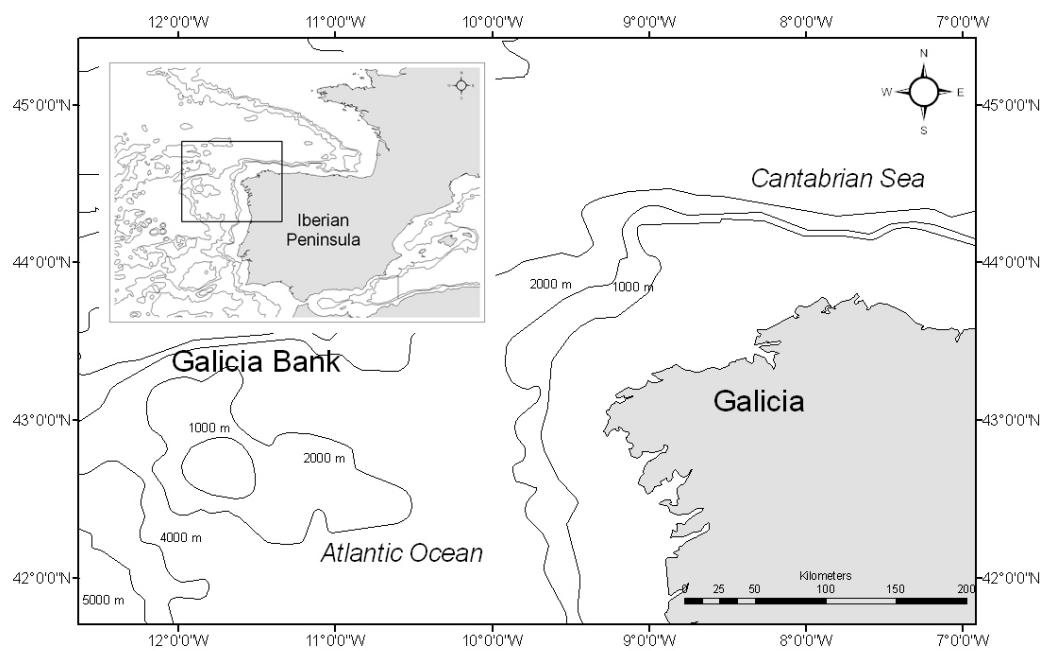 12°0'0"W 11°0'0"W 10°0'0"W 9°0'0"W 8°0'0"W 7°0'0"W
N
W E
S
45°0'0"N 45°0'0"N
Cantabrian Sea
Iberian
Peninsula
44°0'0"N 44°0'0"N
2000 m 1000 m
Galicia Bank
Galicia
43°0'0"N 43°0'0"N
1000 m
2000 m
4000 m
Atlantic Ocean
42°0'0"N 42°0'0"N
Kilometers
0 25 50 100 150 200
5000 m
12°0'0"W 11°0'0"W 10°0'0"W 9°0'0"W 8°0'0"W 7°0'0"W